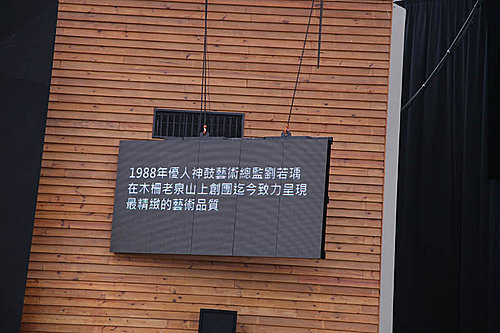 1988年優人神鼓藝術總監劉若瑀
在木柵老泉山上創團迄今致力呈現
最精緻的藝術品質